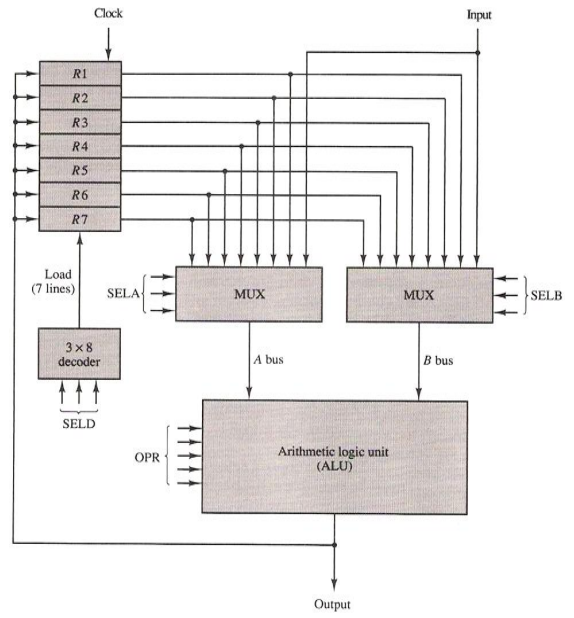 Clock
Input
R1
R2
R3
R4
R5
R6
R7
Load
(7 lines)
SELA
MUX
MUX
SELB
3 × 8
decoder
A bus
B bus
SELD
OPR
Arithmetic logic unit
(ALU)
Output